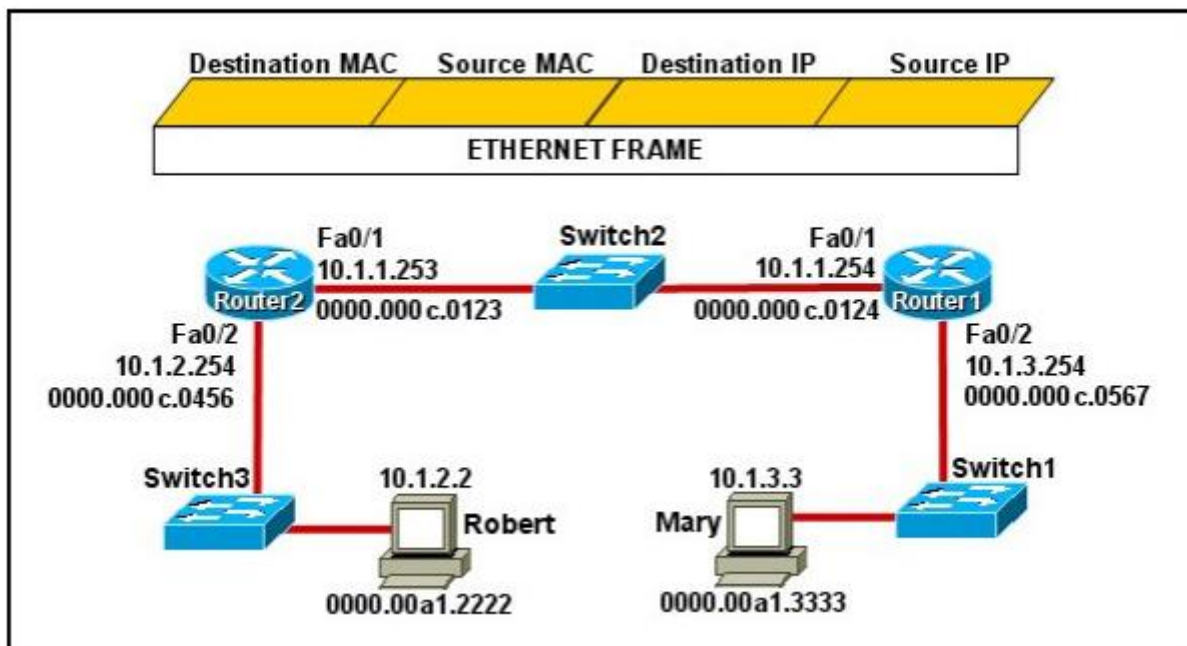 Destination MAC Source MAC Destination IP Source IP
ETHERNET FRAME
Fa0/1
10.1.1.253
0000.000c.0123
Switch2
Fa0/1
10.1.1.254
0000.000c.0124
Router2
Router1
Fa0/2
10.1.2.254
0000.000c.0456
Fa0/2
10.1.3.254
0000.000c.0567
Switch3
10.1.2.2
Robert
0000.00a1.2222
10.1.3.3
Mary
0000.00a1.3333
Switch1